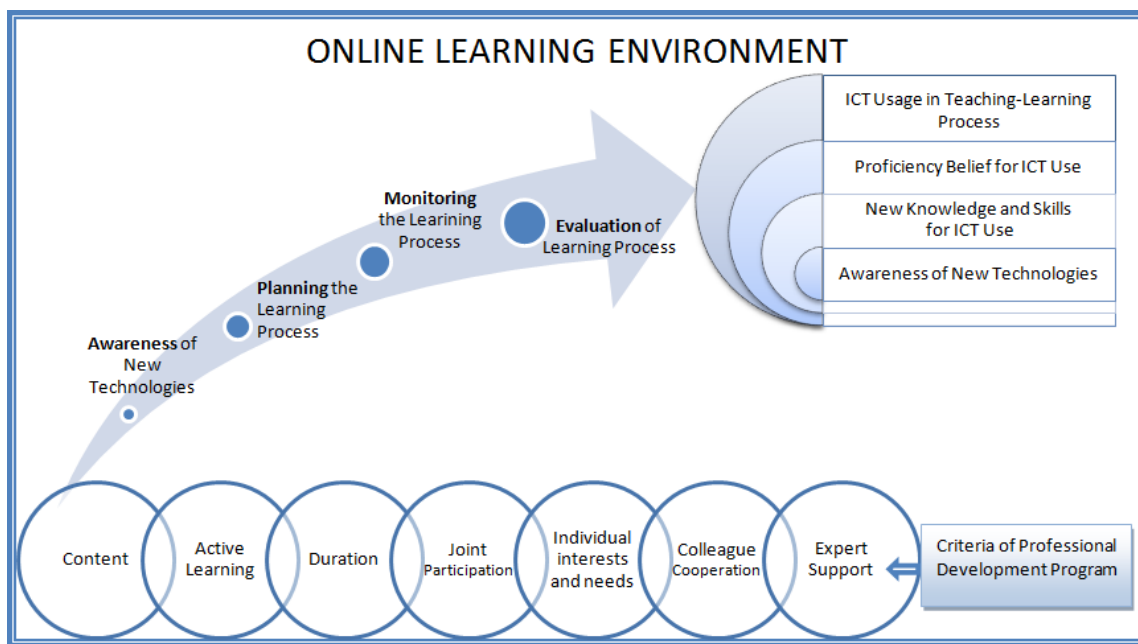 ONLINE LEARNING ENVIRONMENT
ICT Usage in Teaching-Learning
Process
Proficiency Belief for ICT Use
New Knowledge and Skills
for ICT Use
Awareness of New Technologies
Monitoring
the Learining
Process
Evaluation of
Learning Process
Planning the
Learning
Process
Awareness of
New
Technologies
Content
Active
Learning
Duration
Joint
Participation
Individual
interests
and needs
Colleague
Cooperation
Expert
Support
Criteria of Professional
Development Program